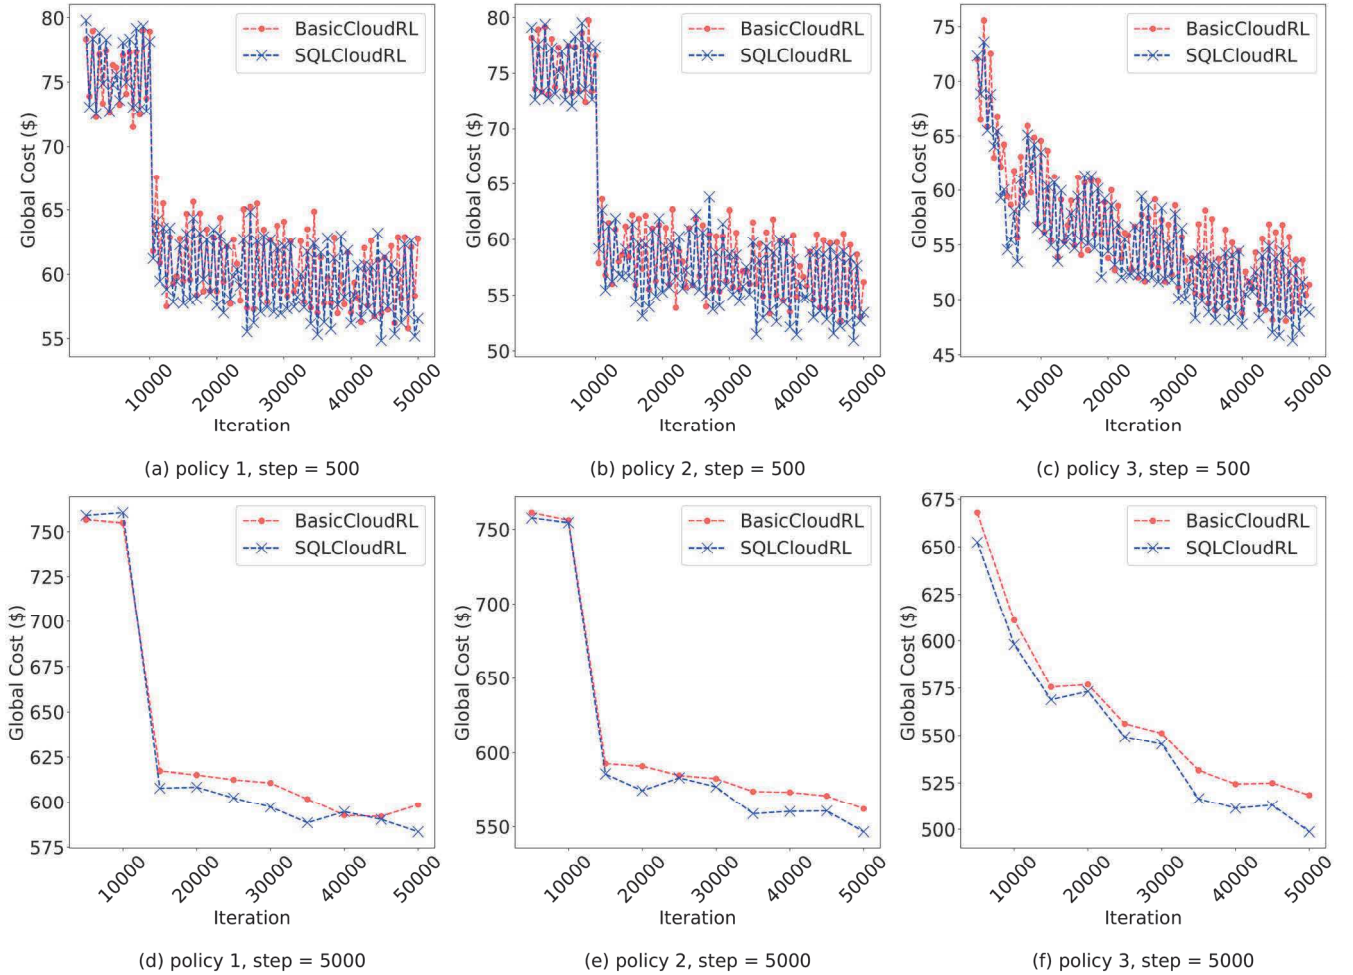 80
75
70
65
60
55
Global Cost ($)
BasicCloudRL
SQLCloudRL
10000
20000
30000
40000
50000
Iteration
(a) policy 1, step = 500
80
75
70
65
60
55
50
Global Cost ($)
BasicCloudRL
SQLCloudRL
10000
20000
30000
40000
50000
Iteration
(b) policy 2, step = 500
75
70
65
60
55
50
45
Global Cost ($)
BasicCloudRL
SQLCloudRL
10000
20000
30000
40000
50000
Iteration
(c) policy 3, step = 500
750
725
700
675
650
625
600
575
Global Cost ($)
BasicCloudRL
SQLCloudRL
10000
20000
30000
40000
50000
Iteration
(d) policy 1, step = 5000
750
700
650
600
550
Global Cost ($)
BasicCloudRL
SQLCloudRL
10000
20000
30000
40000
50000
Iteration
(e) policy 2, step = 5000
675
650
625
600
575
550
525
500
Global Cost ($)
BasicCloudRL
SQLCloudRL
10000
20000
30000
40000
50000
Iteration
(f) policy 3, step = 5000